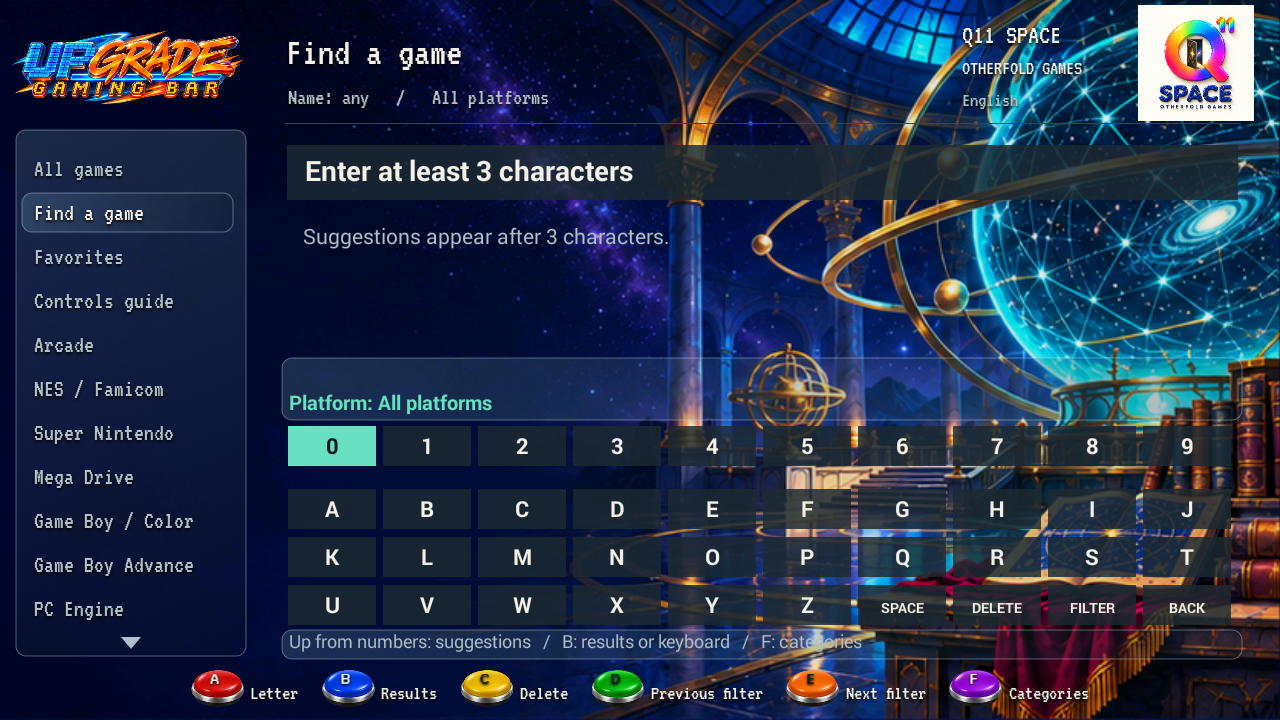 UPGRADE
GAMING BAR
Find a game
Name: any / All platforms
Q11 SPACE
OTHERFOLD GAMES
English
Q11
SPACE
OTHERFOLD GAMES
All games
Find a game
Favorites
Controls guide
Arcade
NES / Famicom
Super Nintendo
Mega Drive
Game Boy / Color
Game Boy Advance
PC Engine
Enter at least 3 characters
Suggestions appear after 3 characters.
Platform: All platforms
0 1 2 3 4 5 6 7 8 9
A B C D E F G H I J
K L M N O P Q R S T
U V W X Y Z SPACE DELETE FILTER BACK
Up from numbers: suggestions / B: results or keyboard / F: categories
A Letter B Results C Delete D Previous filter E Next filter F Categories